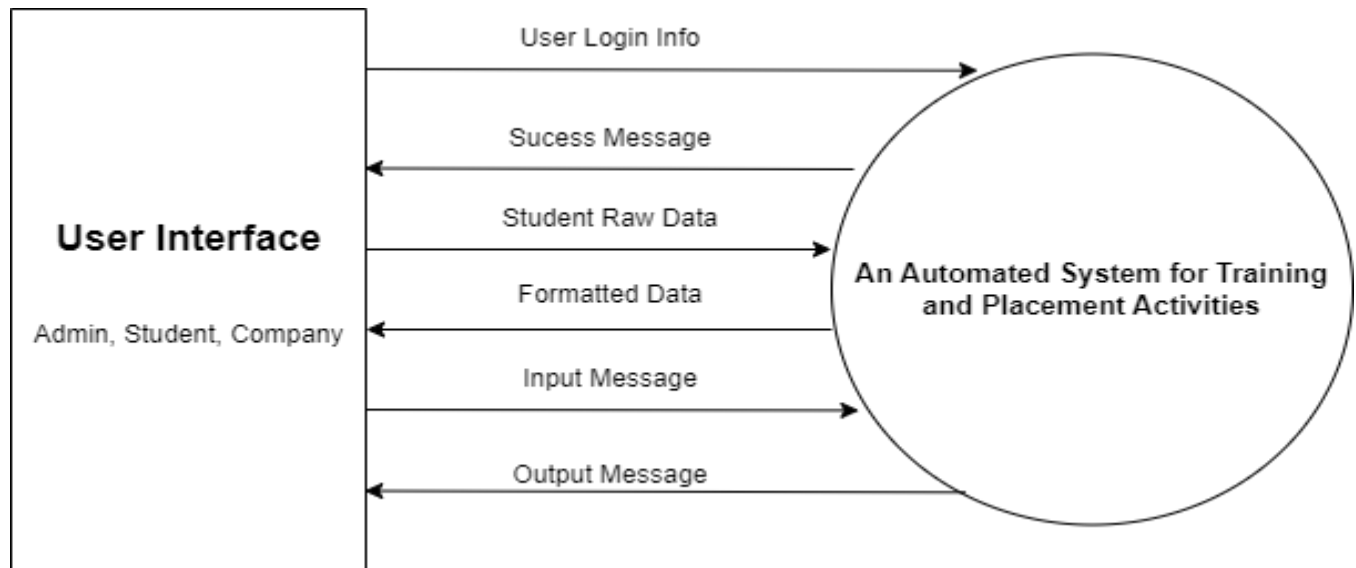 User Login Info
Sucess Message
User Interface
Admin, Student, Company
Student Raw Data
Formatted Data
Input Message
Output Message
An Automated System for Training
and Placement Activities